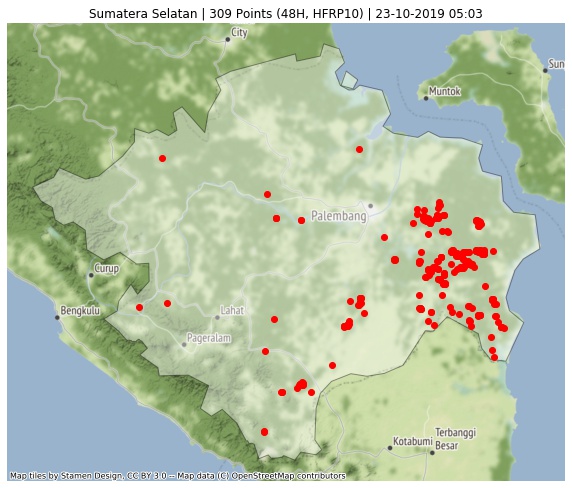 Sumatera Selatan | 309 Points (48H, HFRP10) | 23-10-2019 05:03
City
Sun
Muntok
Palembang
Curup
Bengkulu
Lahat
Pageralam
Kotabumi
Terbanggi
Besar
Map tiles by Stamen Design, CC BY 3.0 -- Map data (C) OpenStreetMap contributors